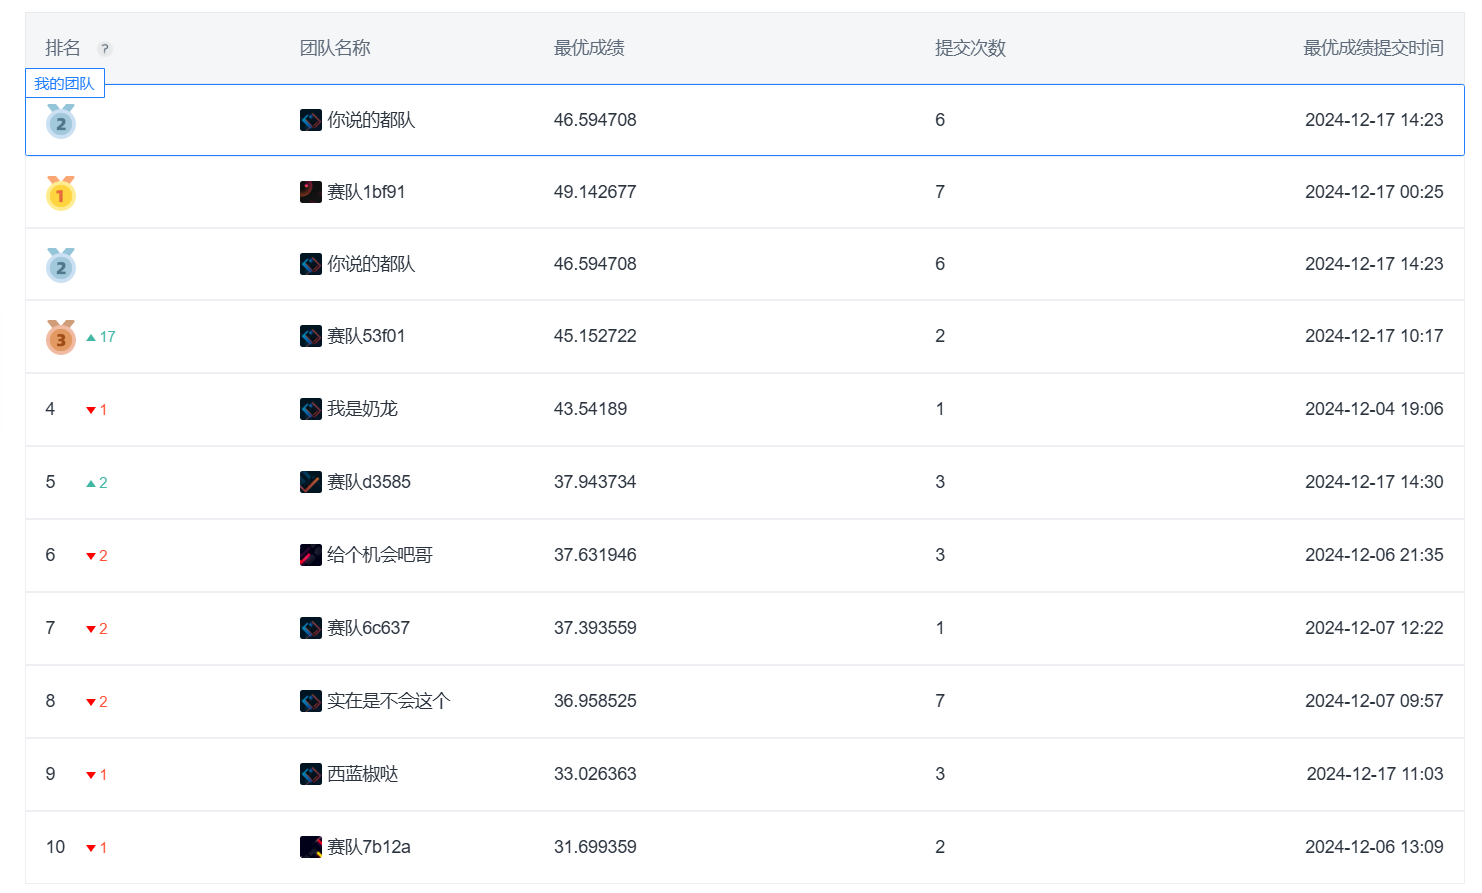 排名 ? 团队名称 最优成绩 提交次数 最优成绩提交时间
我的团队
2 你说的都队 46.594708 6 2024-12-17 14:23
1 赛队1bf91 49.142677 7 2024-12-17 00:25
2 你说的都队 46.594708 6 2024-12-17 14:23
3 17 赛队53f01 45.152722 2 2024-12-17 10:17
4 1 我是奶龙 43.54189 1 2024-12-04 19:06
5 2 赛队d3585 37.943734 3 2024-12-17 14:30
6 2 给个机会吧哥 37.631946 3 2024-12-06 21:35
7 2 赛队6c637 37.393559 1 2024-12-07 12:22
8 2 实在是不会这个 36.958525 7 2024-12-07 09:57
9 1 西蓝椒哒 33.026363 3 2024-12-17 11:03
10 1 赛队7b12a 31.699359 2 2024-12-06 13:09